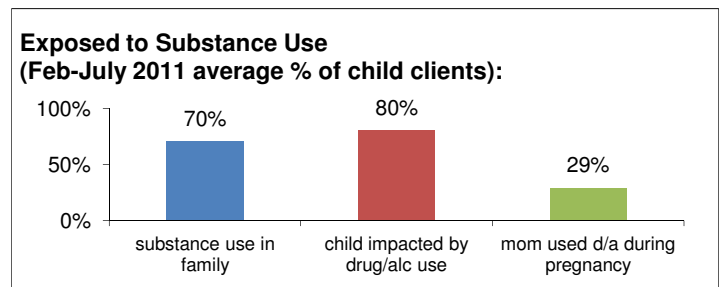 Exposed to Substance Use
(Feb-July 2011 average % of child clients):
100%
70%
80%
50%
29%
0%
substance use in
family
child impacted by
drug/alc use
mom used d/a during
pregnancy